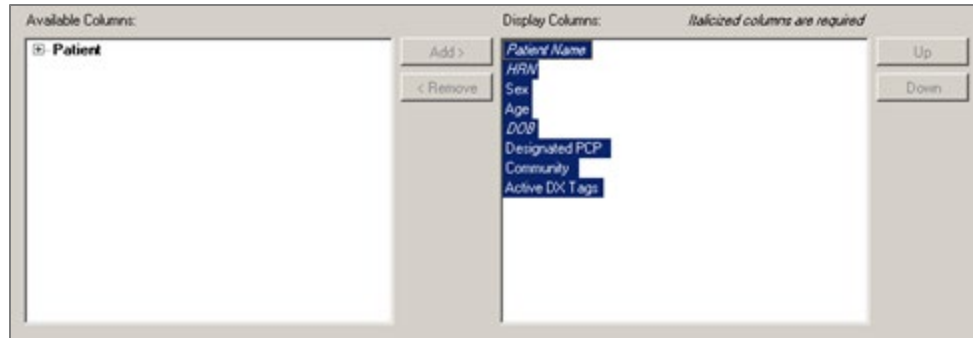 Available Columns:
Patient
Add >
< Remove
Display Columns:
Italicized columns are required
Patient Name
HRN
Sex
Age
DOB
Designated PCP
Community
Active DX Tags
Up
Down